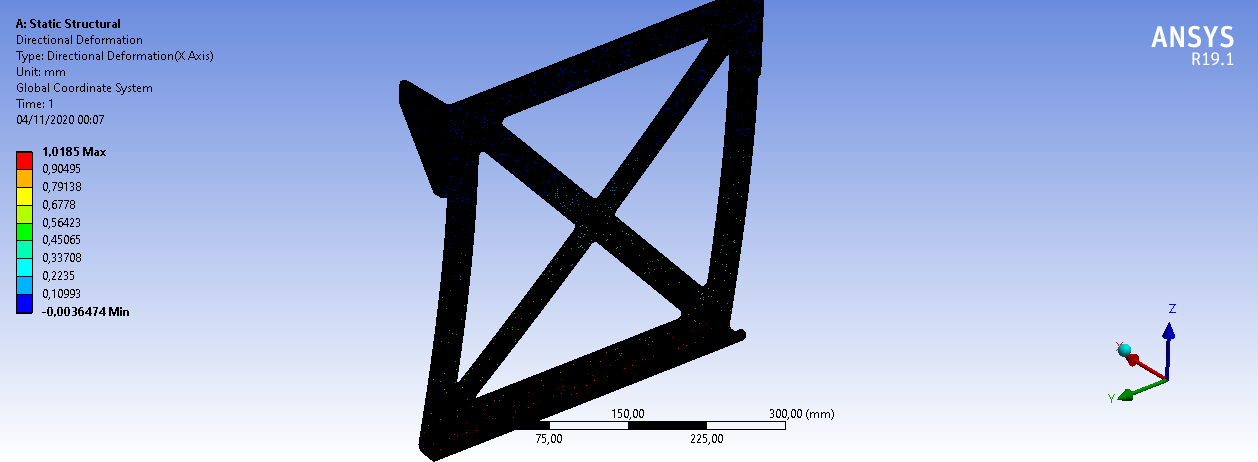 A: Static Structural
Directional Deformation
Type: Directional Deformation(X Axis)
Unit: mm
Global Coordinate System
Time: 1
04/11/2020 00:07
1,0185 Max
0,90495
0,79138
0,6778
0,56423
0,45065
0,33708
0,2235
0,10993
-0,0036474 Min
ANSYS
R19.1
150,00
300,00 (mm)
75,00
225,00
Z
X
Y